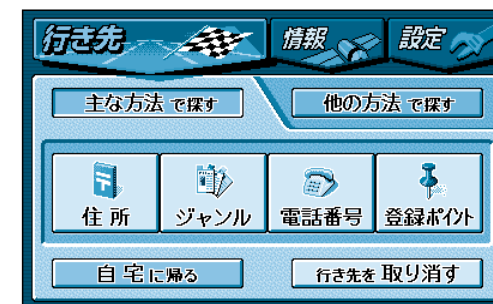 行き先 情報 設定
主な方法 で探す 他の方法 で探す
住所 ジャンル 電話番号 登録ポイント
自宅に帰る 行き先を 取り消す